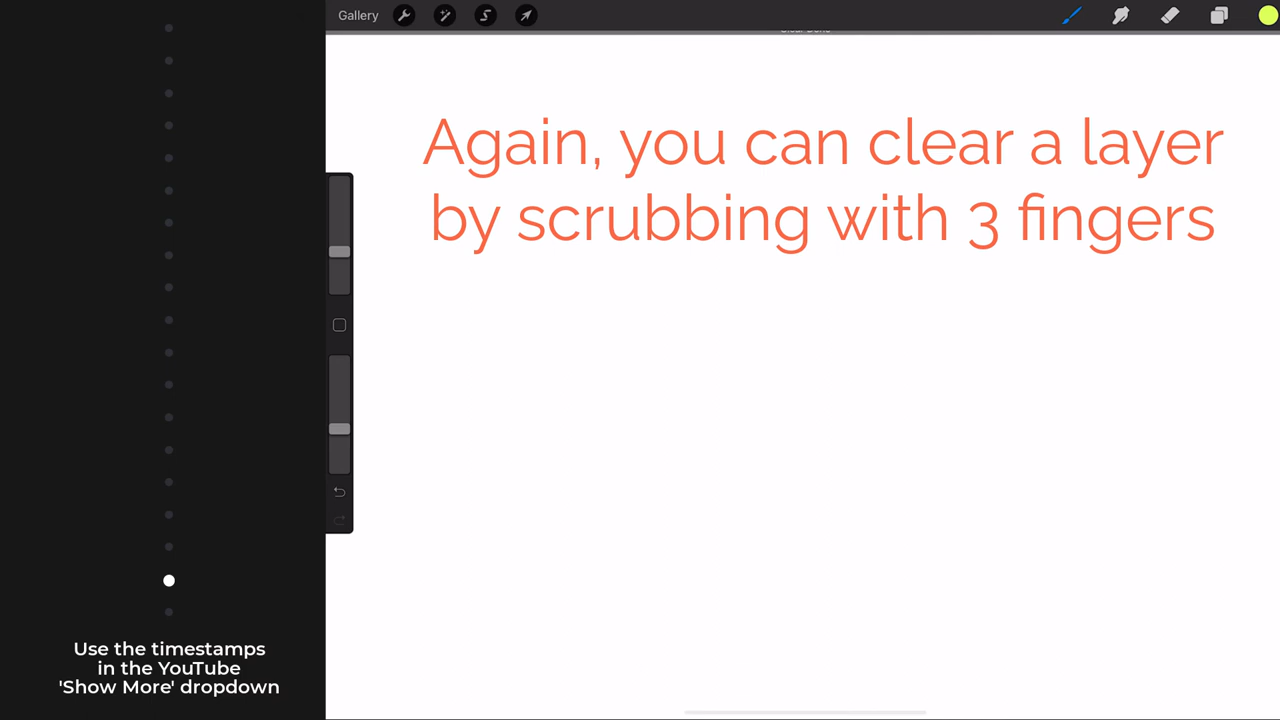 Gallery
Again, you can clear a layer
by scrubbing with 3 fingers
Use the timestamps
in the YouTube
'Show More' dropdown